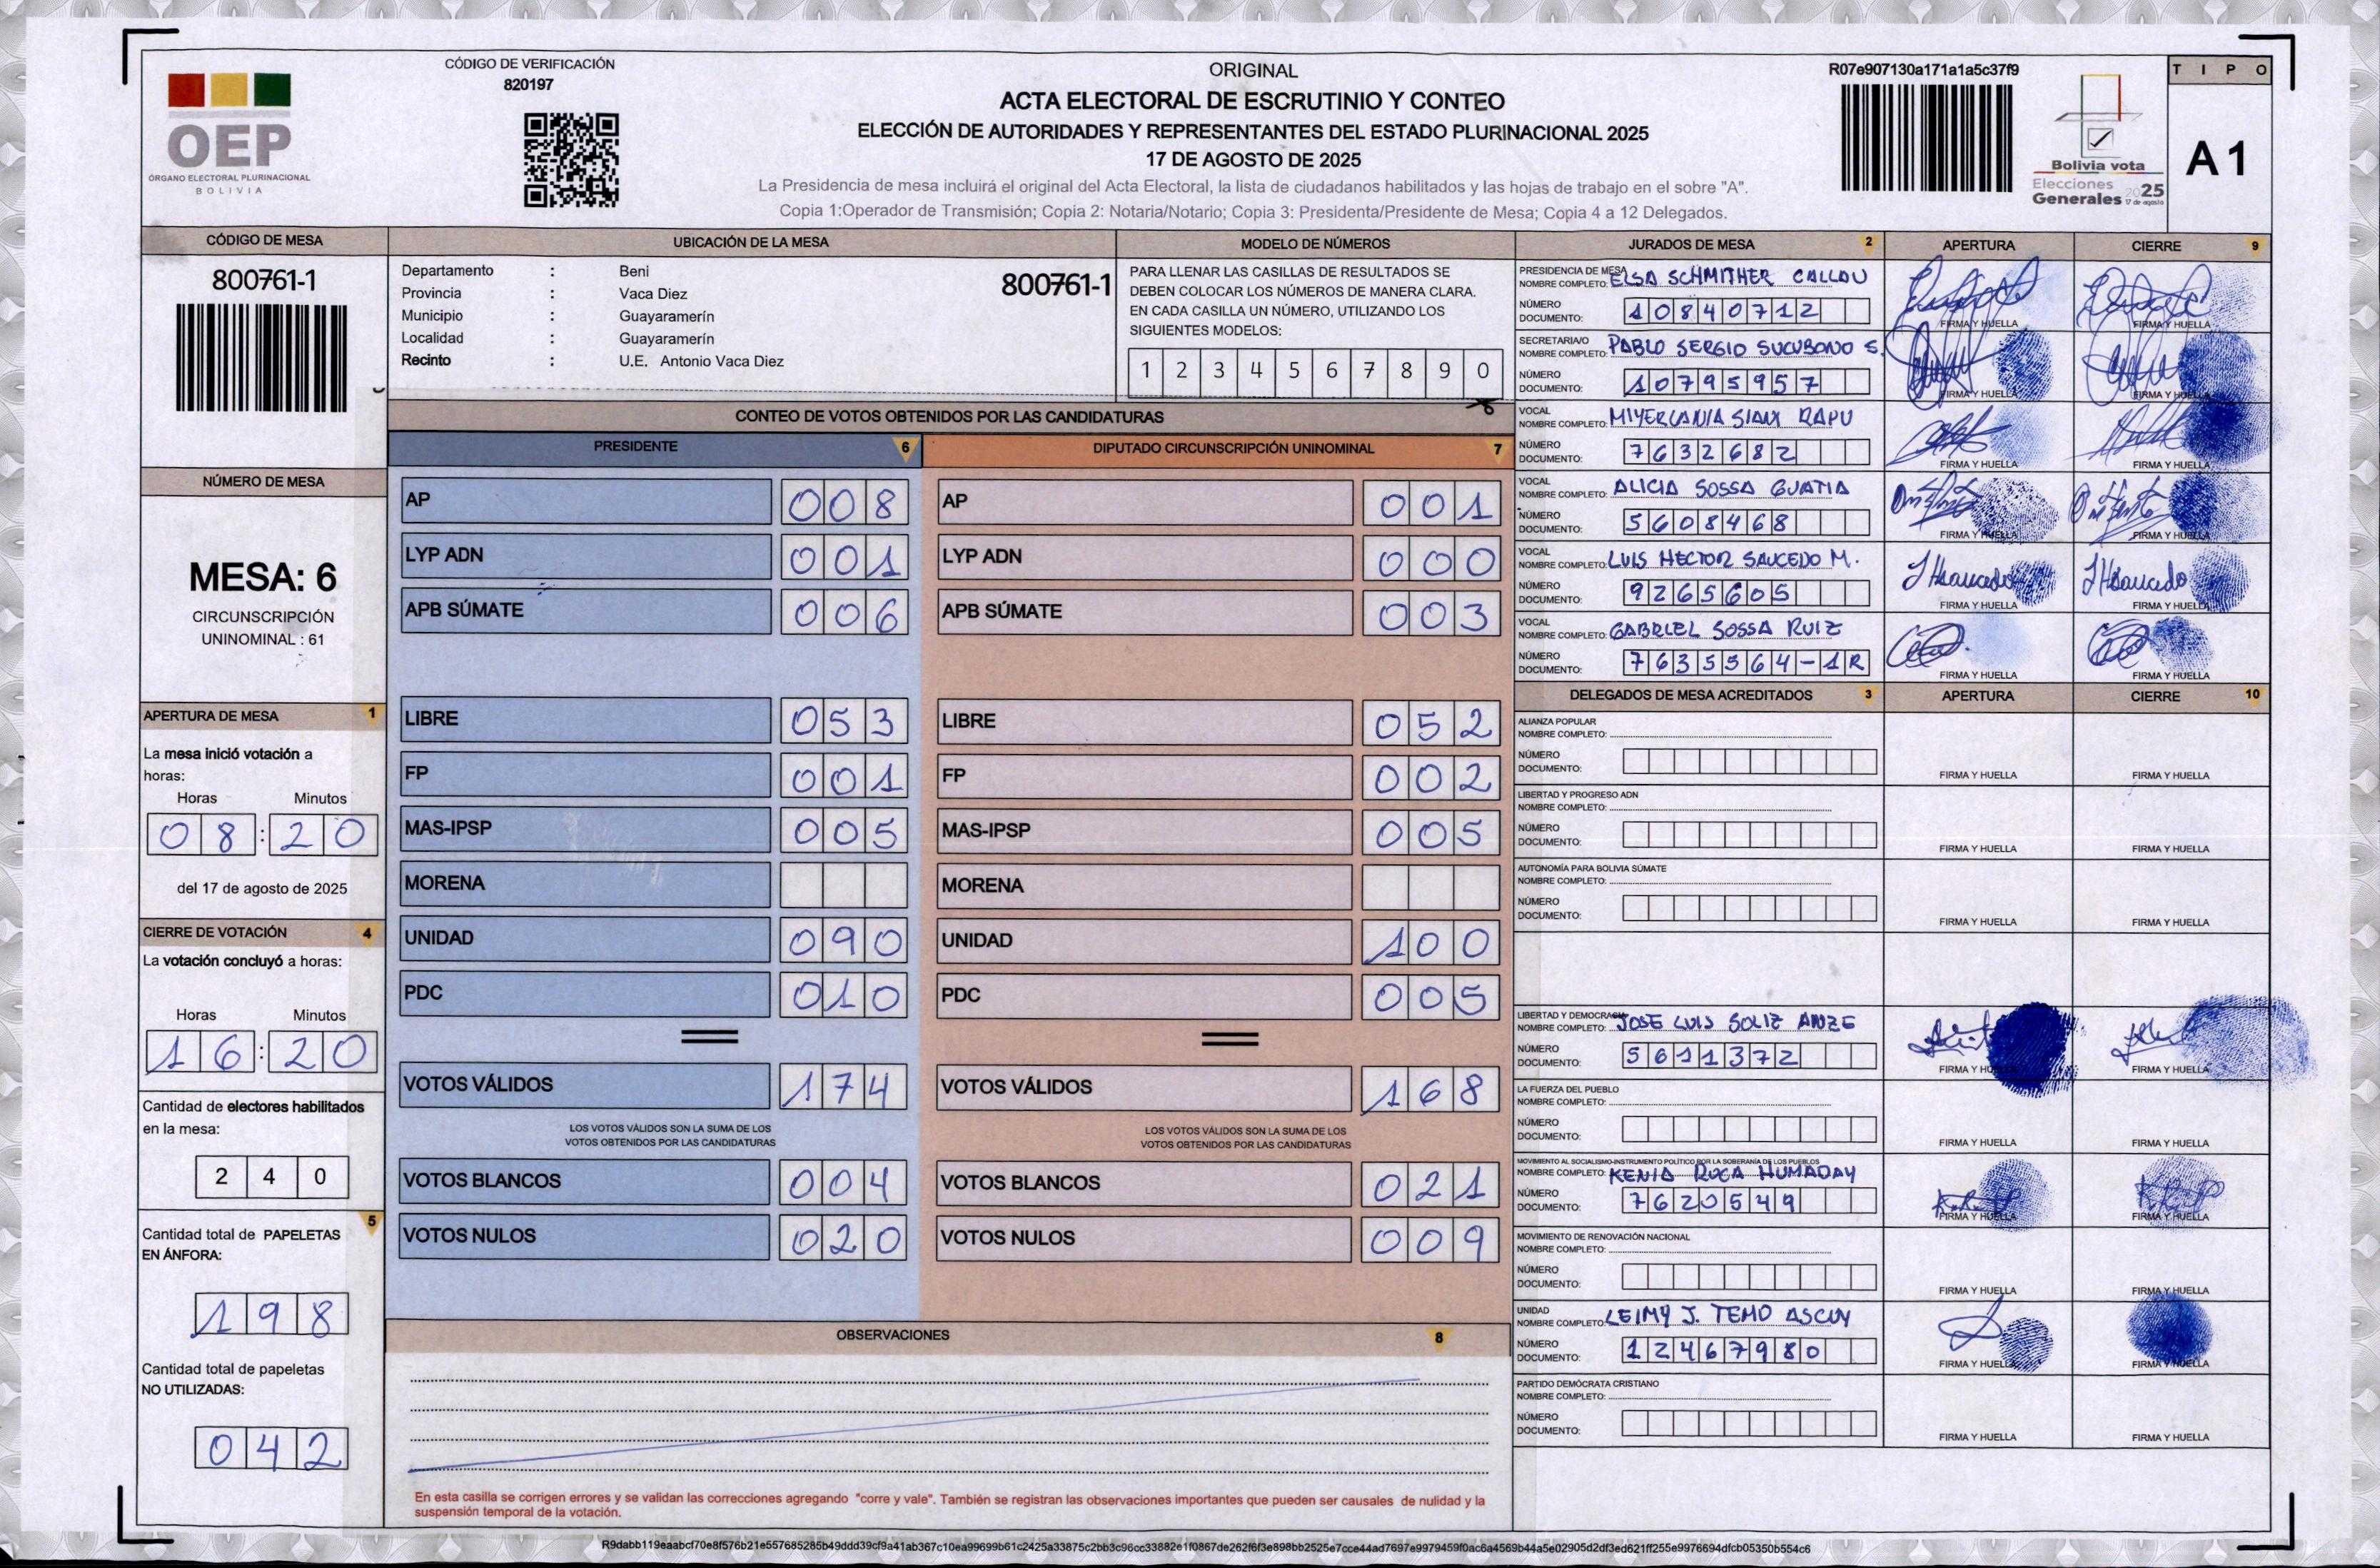 CÓDIGO DE VERIFICACIÓN
820197
OEP
ÓRGANO ELECTORAL PLURINACIONAL
BOLIVIA
ORIGINAL
ACTA ELECTORAL DE ESCRUTINIO Y CONTEO
ELECCIÓN DE AUTORIDADES Y REPRESENTANTES DEL ESTADO PLURINACIONAL 2025
17 DE AGOSTO DE 2025
La Presidencia de mesa incluirá el original del Acta Electoral, la lista de ciudadanos habilitados y las hojas de trabajo en el sobre "A".
Copia 1:Operador de Transmisión; Copia 2: Notaria/Notario; Copia 3: Presidenta/Presidente de Mesa; Copia 4 a 12 Delegados.
R07e907130a171a1a5c37f9
Bolivia vota
Elecciones
Generales 2025
17 de agosto
TIPO
A 1
CÓDIGO DE MESA
800761-1
UBICACIÓN DE LA MESA
Departamento : Beni
800761-1
Provincia : Vaca Diez
Municipio : Guayaramerín
Localidad : Guayaramerín
Recinto : U.E. Antonio Vaca Diez
MODELO DE NÚMEROS
PARA LLENAR LAS CASILLAS DE RESULTADOS SE
DEBEN COLOCAR LOS NÚMEROS DE MANERA CLARA.
EN CADA CASILLA UN NÚMERO, UTILIZANDO LOS
SIGUIENTES MODELOS:
1 2 3 4 5 6 7 8 9 0
NÚMERO DE MESA
MESA: 6
CIRCUNSCRIPCIÓN
UNINOMINAL : 61
APERTURA DE MESA 1
La mesa inició votación a
horas:
Horas Minutos
08:20
del 17 de agosto de 2025
CIERRE DE VOTACIÓN 4
La votación concluyó a horas:
Horas Minutos
16:20
Cantidad de electores habilitados
en la mesa:
2 4 0
5
Cantidad total de PAPELETAS
EN ÁNFORA:
198
Cantidad total de papeletas
NO UTILIZADAS:
042
CONTEO DE VOTOS OBTENIDOS POR LAS CANDIDATURAS
PRESIDENTE 6
AP 008
LYP ADN 001
APB SÚMATE 006
LIBRE 053
FP 001
MAS-IPSP 005
MORENA
UNIDAD 090
PDC 010
VOTOS VÁLIDOS 174
LOS VOTOS VÁLIDOS SON LA SUMA DE LOS
VOTOS OBTENIDOS POR LAS CANDIDATURAS
VOTOS BLANCOS 004
VOTOS NULOS 020
DIPUTADO CIRCUNSCRIPCIÓN UNINOMINAL 7
AP 001
LYP ADN 000
APB SÚMATE 003
LIBRE 052
FP 002
MAS-IPSP 005
MORENA
UNIDAD 100
PDC 005
VOTOS VÁLIDOS 168
LOS VOTOS VÁLIDOS SON LA SUMA DE LOS
VOTOS OBTENIDOS POR LAS CANDIDATURAS
VOTOS BLANCOS 021
VOTOS NULOS 009
OBSERVACIONES 8
En esta casilla se corrigen errores y se validan las correcciones agregando "corre y vale". También se registran las observaciones importantes que pueden ser causales de nulidad y la
suspensión temporal de la votación.
JURADOS DE MESA 2 APERTURA CIERRE 9
PRESIDENCIA DE MESA
NOMBRE COMPLETO: ELSA SCHMITHER CALLAU
NÚMERO
DOCUMENTO: 10840712
FIRMA Y HUELLA FIRMA Y HUELLA
SECRETARIA/O
NOMBRE COMPLETO: PABLO SERGIO SUCUBONO S.
NÚMERO
DOCUMENTO: 10795957
FIRMA Y HUELLA FIRMA Y HUELLA
VOCAL
NOMBRE COMPLETO: RAPU
NÚMERO
DOCUMENTO: 7632682
FIRMA Y HUELLA FIRMA Y HUELLA
VOCAL
NOMBRE COMPLETO: ALICIA SOSSA GUATIA
NÚMERO
DOCUMENTO: 5608468
FIRMA Y HUELLA FIRMA Y HUELLA
VOCAL
NOMBRE COMPLETO: LUIS HECTOR SAUCEDO M.
NÚMERO
DOCUMENTO: 9265605
FIRMA Y HUELLA FIRMA Y HUELLA
VOCAL
NOMBRE COMPLETO: GABRIEL SOSSA RUIZ
NÚMERO
DOCUMENTO: 7635564-1R
FIRMA Y HUELLA FIRMA Y HUELLA
DELEGADOS DE MESA ACREDITADOS 3 APERTURA CIERRE 10
ALIANZA POPULAR
NOMBRE COMPLETO:
NÚMERO
DOCUMENTO:
FIRMA Y HUELLA FIRMA Y HUELLA
LIBERTAD Y PROGRESO ADN
NOMBRE COMPLETO:
NÚMERO
DOCUMENTO:
FIRMA Y HUELLA FIRMA Y HUELLA
AUTONOMÍA PARA BOLIVIA SÚMATE
NOMBRE COMPLETO:
NÚMERO
DOCUMENTO:
FIRMA Y HUELLA FIRMA Y HUELLA
LIBERTAD Y DEMOCRACIA
NOMBRE COMPLETO: JOSE LUIS SOLIZ ANZE
NÚMERO
DOCUMENTO: 5611372
FIRMA Y HUELLA FIRMA Y HUELLA
LA FUERZA DEL PUEBLO
NOMBRE COMPLETO:
NÚMERO
DOCUMENTO:
FIRMA Y HUELLA FIRMA Y HUELLA
MOVIMIENTO AL SOCIALISMO-INSTRUMENTO POLÍTICO POR LA SOBERANÍA DE LOS PUEBLOS
NOMBRE COMPLETO: KENIA ROCA HUMADAY
NÚMERO
DOCUMENTO: 7620549
FIRMA Y HUELLA FIRMA Y HUELLA
MOVIMIENTO DE RENOVACIÓN NACIONAL
NOMBRE COMPLETO:
NÚMERO
DOCUMENTO:
FIRMA Y HUELLA FIRMA Y HUELLA
UNIDAD
NOMBRE COMPLETO: LEIMY J. TEMO ASCUY
NÚMERO
DOCUMENTO: 12467980
FIRMA Y HUELLA FIRMA Y HUELLA
PARTIDO DEMÓCRATA CRISTIANO
NOMBRE COMPLETO:
NÚMERO
DOCUMENTO:
FIRMA Y HUELLA FIRMA Y HUELLA